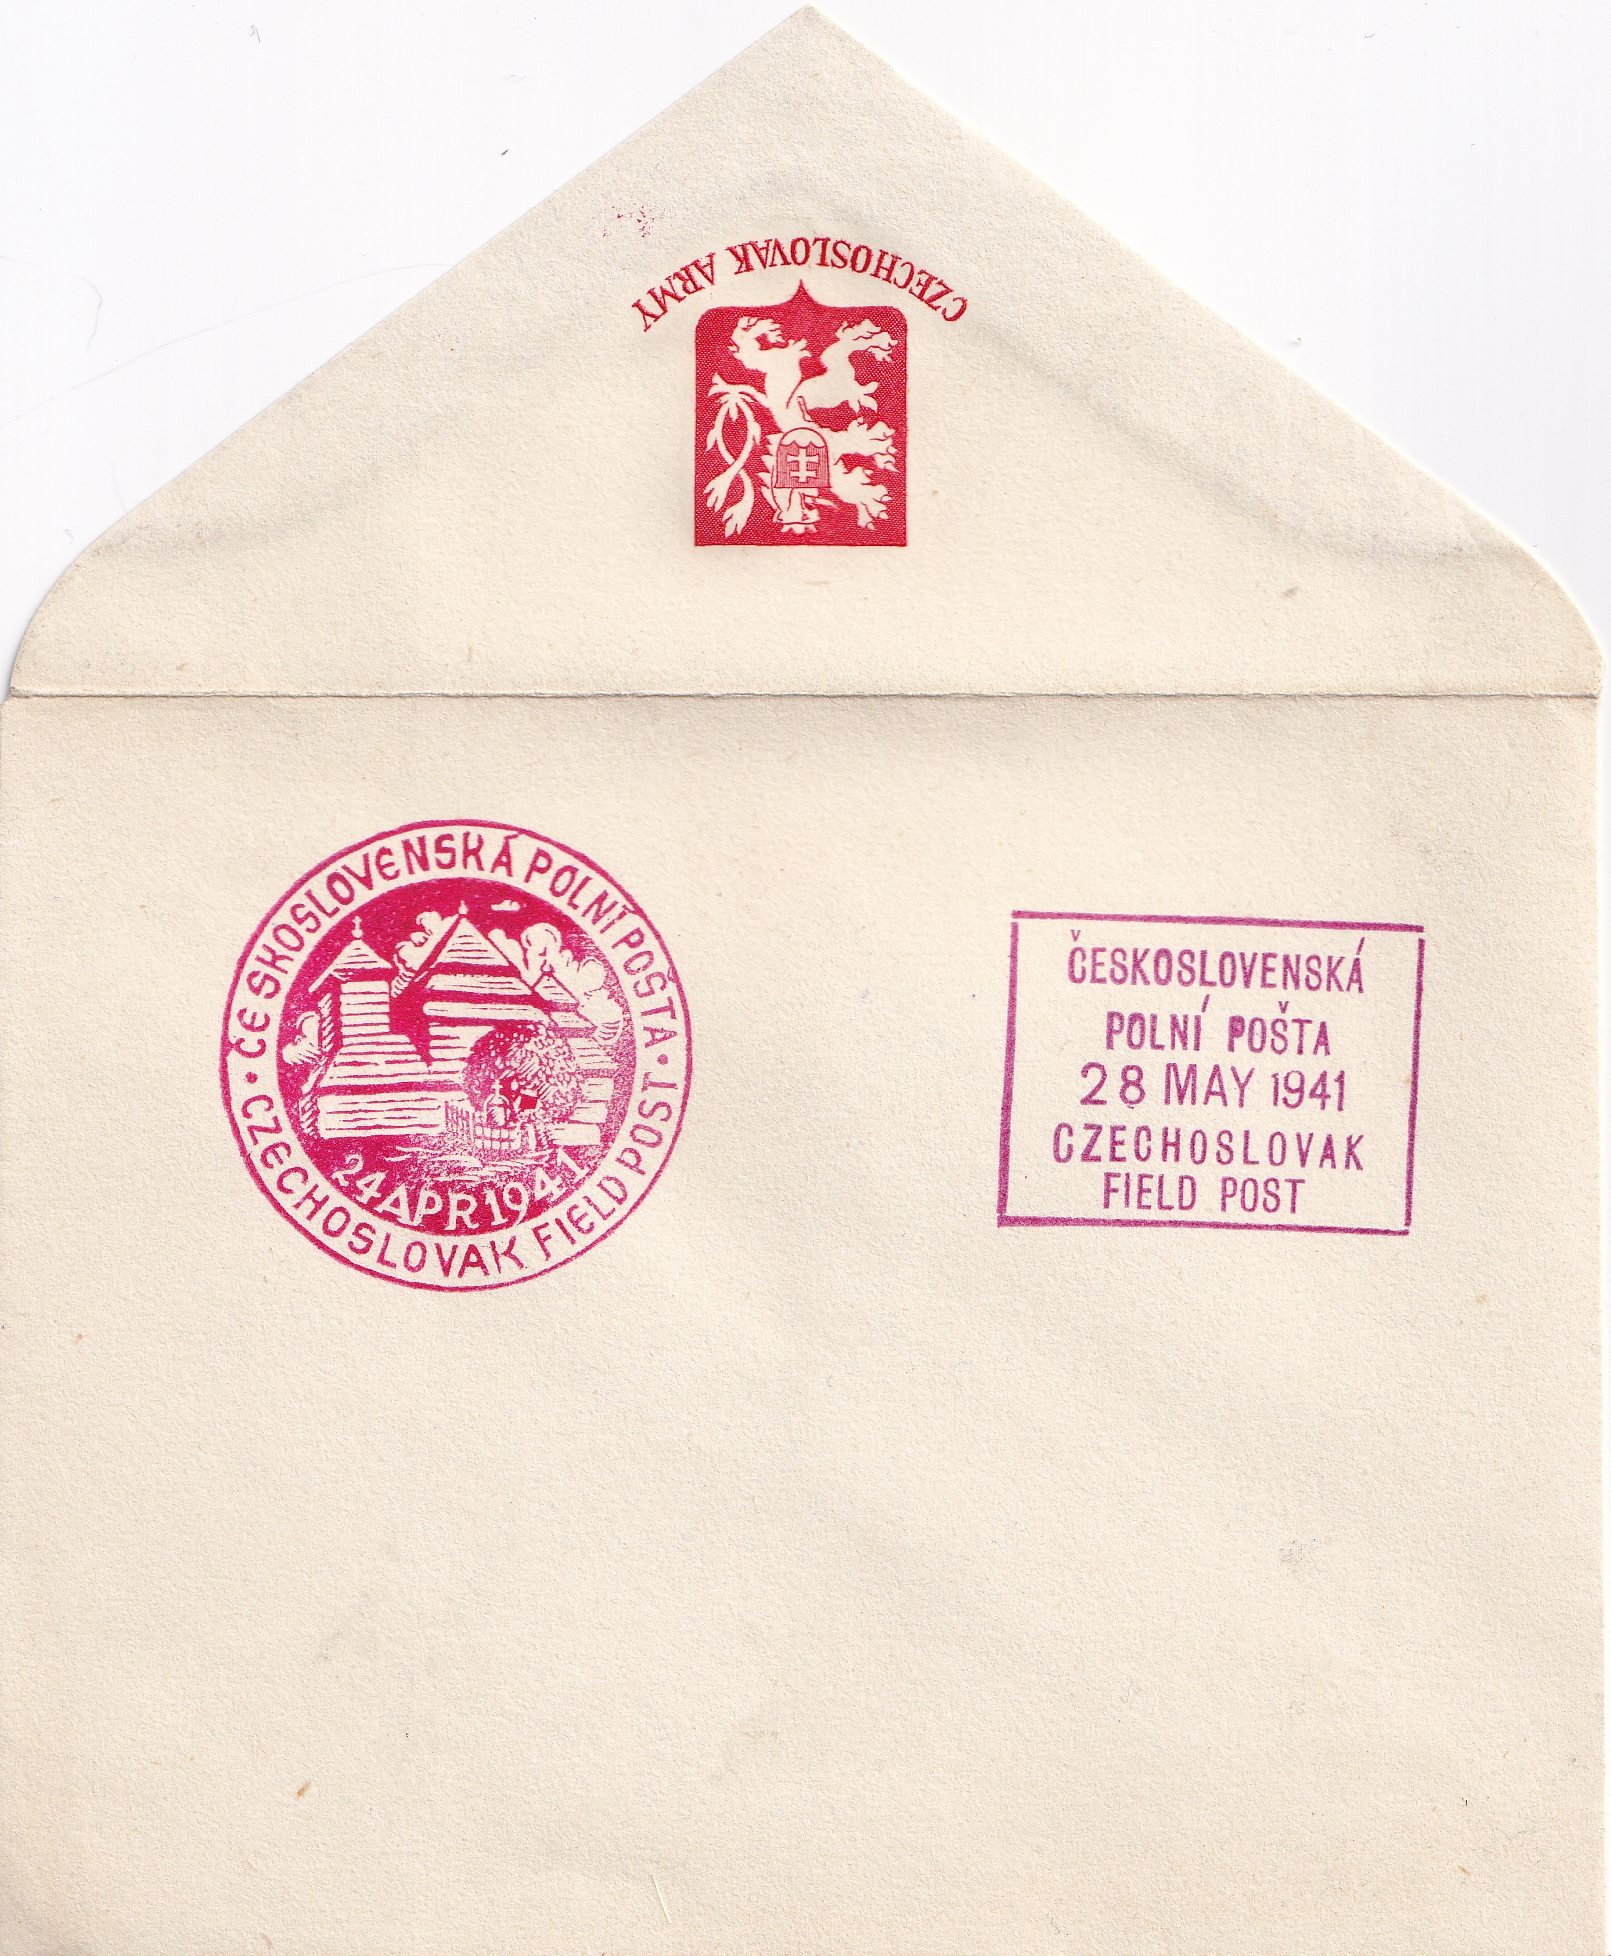 CZECHOSLOVAK ARMY
ČESKOSLOVENSKÁ POLNÍ POŠTA · CZECHOSLOVAK FIELD POST ·
24 APR 1941
ČESKOSLOVENSKÁ
POLNÍ POŠTA
28 MAY 1941
CZECHOSLOVAK
FIELD POST